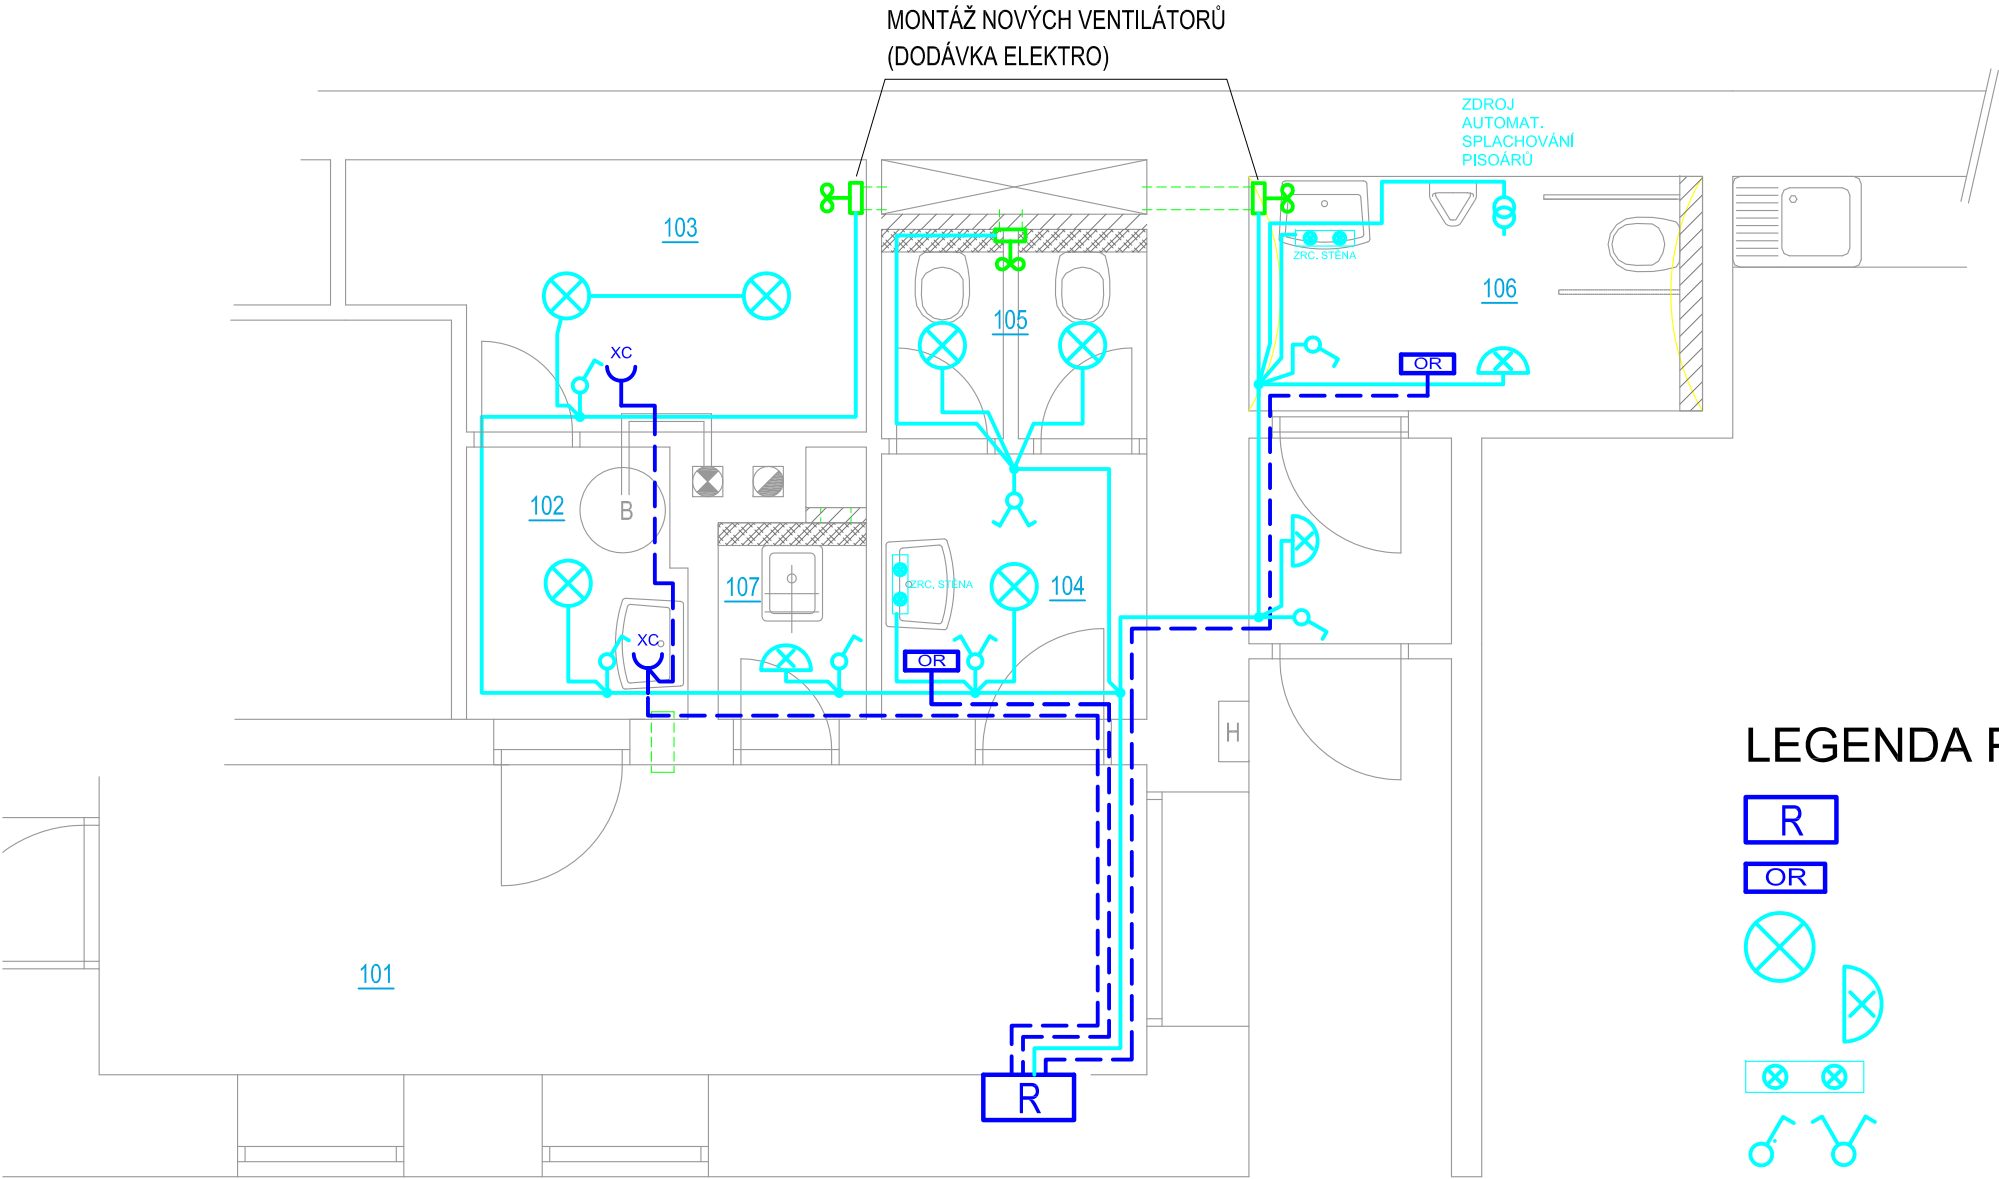 MONTÁŽ NOVÝCH VENTILÁTORŮ
(DODÁVKA ELEKTRO)
ZDROJ
AUTOMAT.
SPLACHOVÁNÍ
PISOÁRŮ
103
ZRC. STĚNA
106
105
XC
OR
102
B
107
ZRC. STĚNA
104
XC
OR
H
LEGENDA
R
OR
101
R